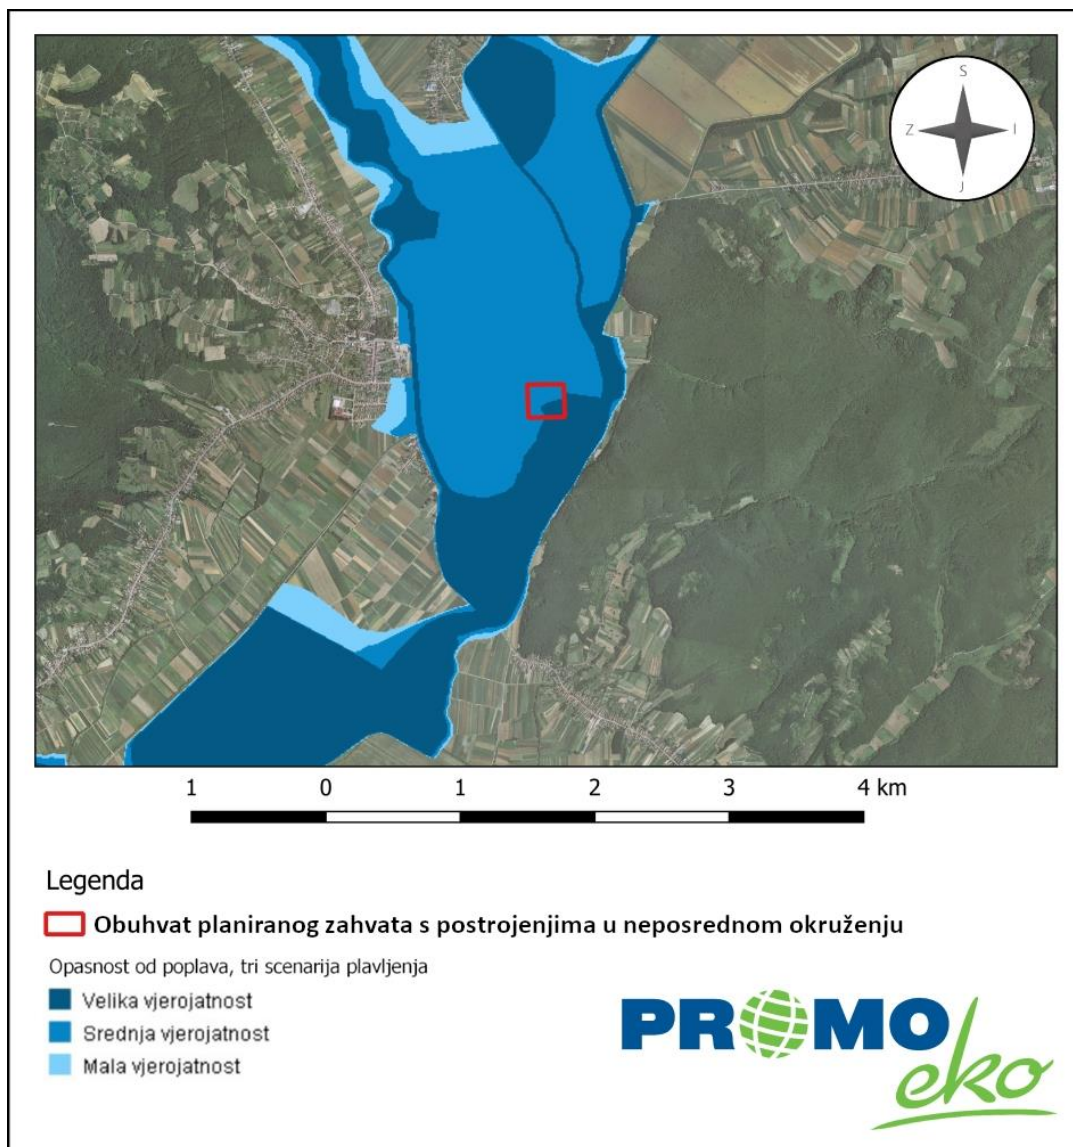 S
Z
I
J
1 0 1 2 3 4 km
Legenda
Obuhvat planiranog zahvata s postrojenjima u neposrednom okruženju
Opasnost od poplava, tri scenarija plavljenja
Velika vjerojatnost
Srednja vjerojatnost
Mala vjerojatnost
PROMO
eko